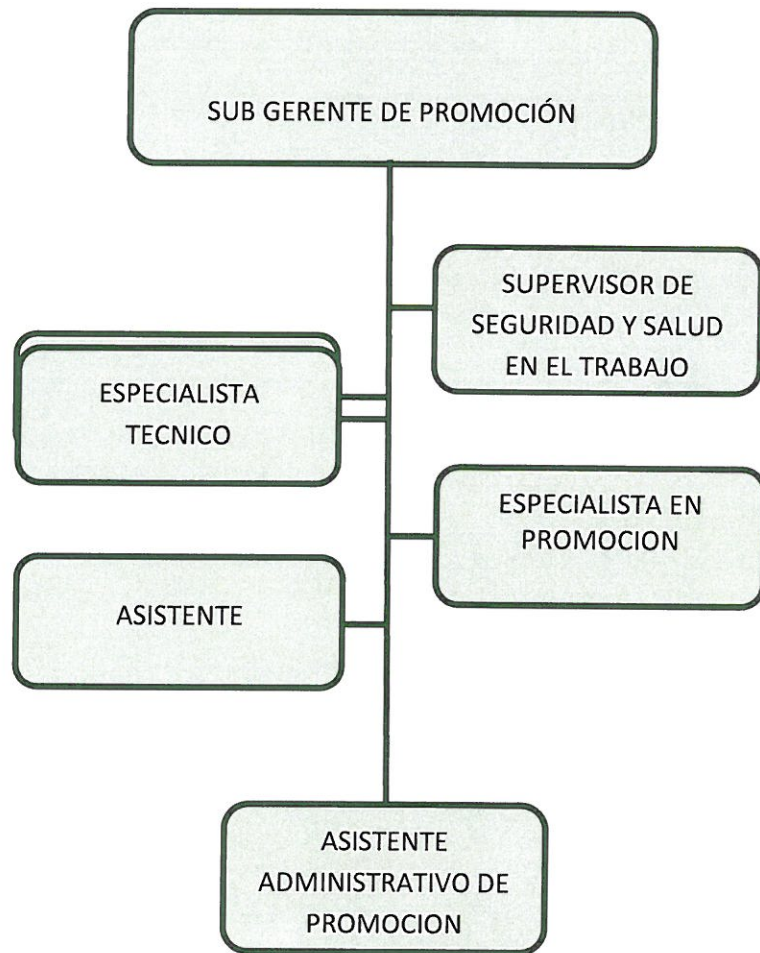 SUB GERENTE DE PROMOCIÓN
SUPERVISOR DE
SEGURIDAD Y SALUD
EN EL TRABAJO
ESPECIALISTA
TECNICO
ESPECIALISTA EN
PROMOCION
ASISTENTE
ASISTENTE
ADMINISTRATIVO DE
PROMOCION